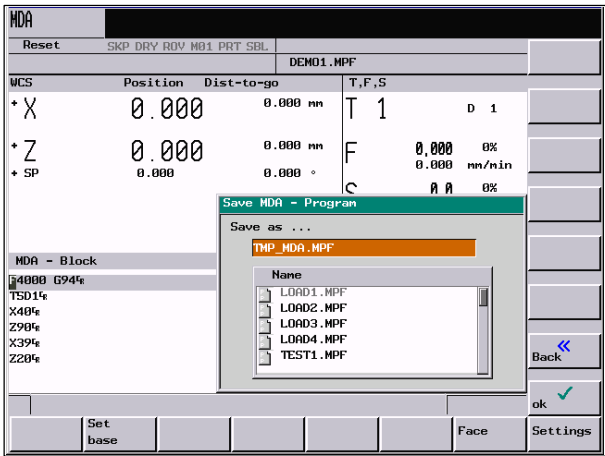 MDA
Reset SKP DRY ROV M01 PRT SBL
DEMO1.MPF
WCS Position Dist-to-go T,F,S
+ X 0.000 0.000 mm T 1 D 1
+ Z 0.000 0.000 mm F 0,000 0%
+ SP 0.000 0.000 ° 0.000 mm/min
S 0%
Save MDA - Program
Save as ...
TMP_MDA.MPF
Name
LOAD1.MPF
LOAD2.MPF
LOAD3.MPF
LOAD4.MPF
TEST1.MPF
MDA - Block
4000 G94
T5D1
X40
Z90
X39
Z20
Back
ok
Set base Face Settings